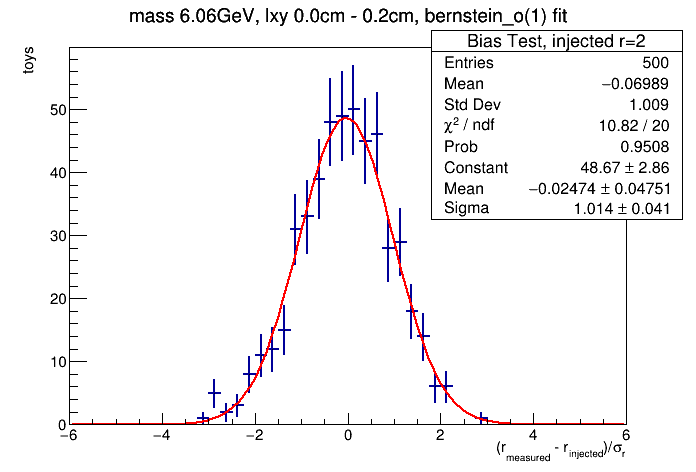 mass 6.06GeV, lxy 0.0cm - 0.2cm, bernstein_o(1) fit
toys
Bias Test, injected r=2
Entries 500
Mean −0.06989
Std Dev 1.009
χ² / ndf 10.82 / 20
Prob 0.9508
Constant 48.67 ± 2.86
Mean −0.02474 ± 0.04751
Sigma 1.014 ± 0.041
50
40
30
20
10
0
−6 −4 −2 0 2 4 6
(r_measured - r_injected)/σ_r